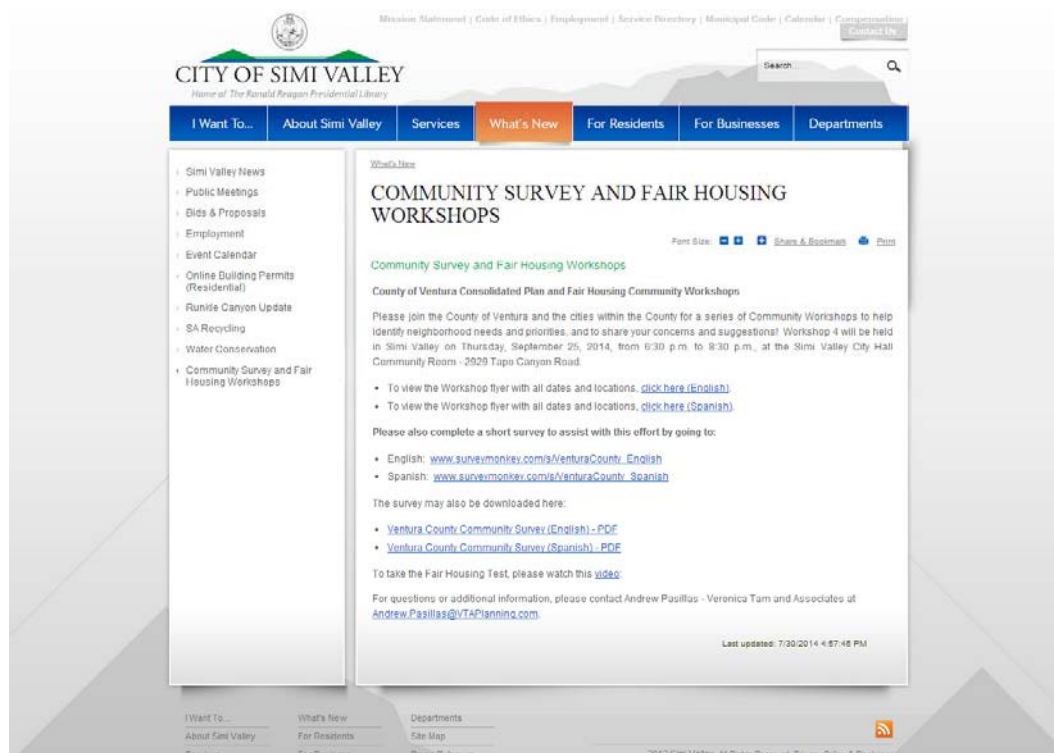 Mission Statement | Code of Ethics | Employment | Service Directory | Municipal Code | Calendar | Compensation |
Contact Us
CITY OF SIMI VALLEY
Home of The Ronald Reagan Presidential Library
Search...
I Want To... About Simi Valley Services What's New For Residents For Businesses Departments
Simi Valley News
Public Meetings
Bids & Proposals
Employment
Event Calendar
Online Building Permits
(Residential)
Runkle Canyon Update
SA Recycling
Water Conservation
Community Survey and Fair
Housing Workshops
What's New
COMMUNITY SURVEY AND FAIR HOUSING
WORKSHOPS
Font Size: Share & Bookmark Print
Community Survey and Fair Housing Workshops
County of Ventura Consolidated Plan and Fair Housing Community Workshops
Please join the County of Ventura and the cities within the County for a series of Community Workshops to help
identify neighborhood needs and priorities, and to share your concerns and suggestions! Workshop 4 will be held
in Simi Valley on Thursday, September 25, 2014, from 6:30 p.m. to 8:30 p.m., at the Simi Valley City Hall
Community Room - 2929 Tapo Canyon Road.
• To view the Workshop flyer with all dates and locations, click here (English).
• To view the Workshop flyer with all dates and locations, click here (Spanish).
Please also complete a short survey to assist with this effort by going to:
• English: www.surveymonkey.com/s/VenturaCounty_English
• Spanish: www.surveymonkey.com/s/VenturaCounty_Spanish
The survey may also be downloaded here:
• Ventura County Community Survey (English) - PDF
• Ventura County Community Survey (Spanish) - PDF
To take the Fair Housing Test, please watch this video:
For questions or additional information, please contact Andrew Pasillas - Veronica Tam and Associates at
Andrew.Pasillas@VTAPlanning.com.
Last updated: 7/30/2014 4:57:46 PM
I Want To... What's New Departments
About Simi Valley For Residents Site Map